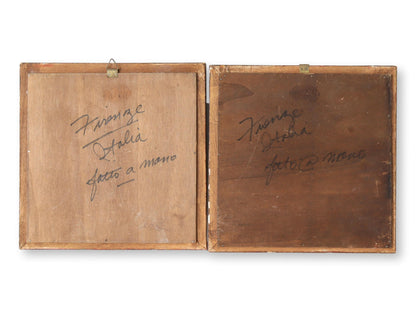 Firenze
Italia
fatto a mano
Firenze
Italia
fatto a mano